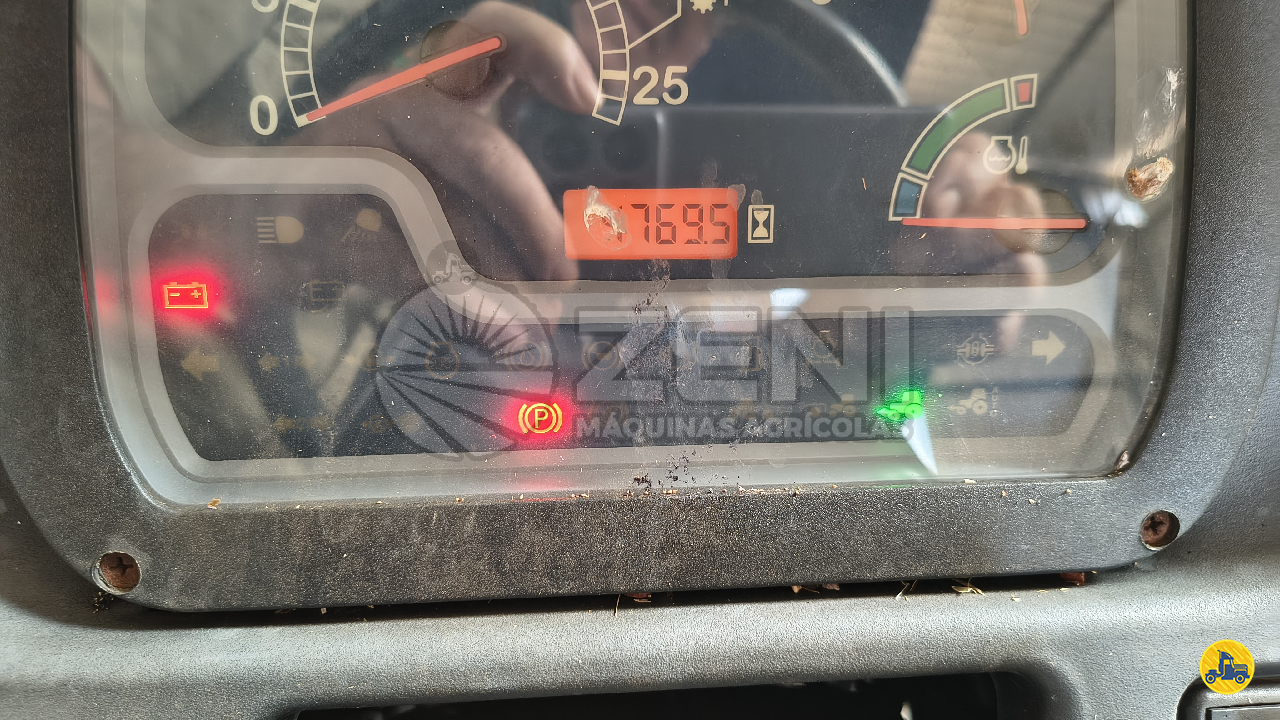 0
25
769.5
P
ZENI
MÁQUINAS AGRÍCOLAS